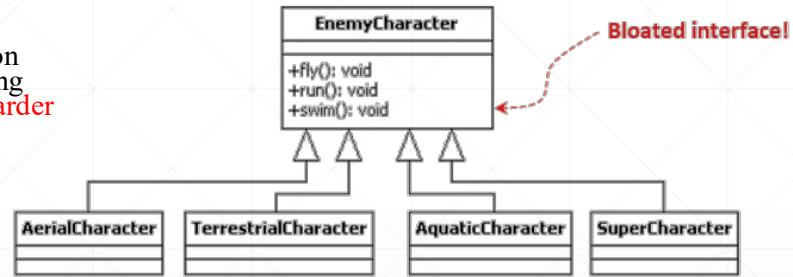 EnemyCharacter
Bloated interface!
on
ng
arder
+fly(): void
+run(): void
+swim(): void
AerialCharacter
TerrestrialCharacter
AquaticCharacter
SuperCharacter